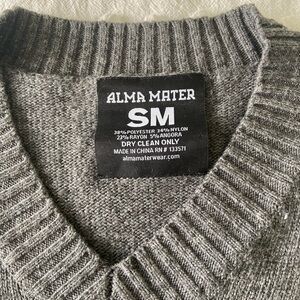 ALMA MATER
SM
38% POLYESTER 34% NYLON
22% RAYON 5% ANGORA
DRY CLEAN ONLY
MADE IN CHINA RN # 133571
almamaterwear.com